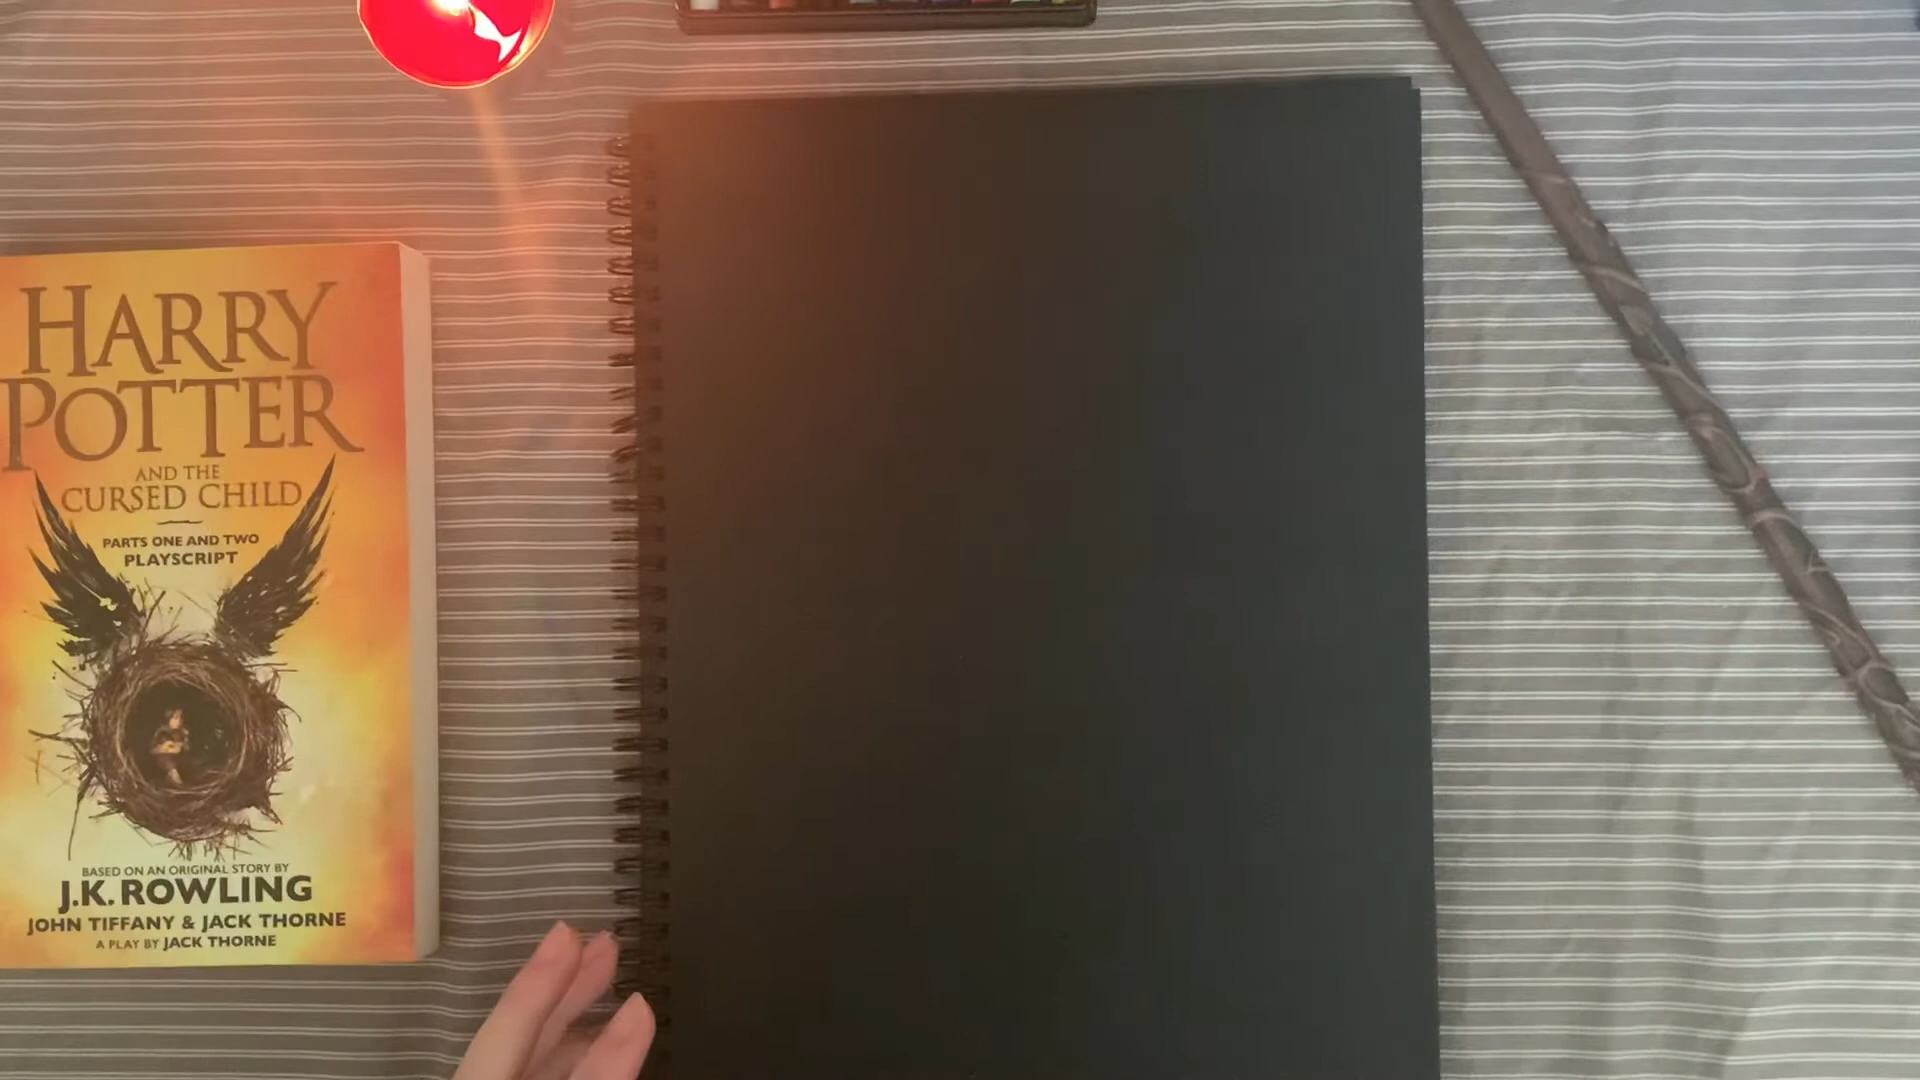 HARRY
POTTER
AND THE
CURSED CHILD
PARTS ONE AND TWO
PLAYSCRIPT
BASED ON AN ORIGINAL STORY BY
J.K. ROWLING
JOHN TIFFANY & JACK THORNE
A PLAY BY JACK THORNE